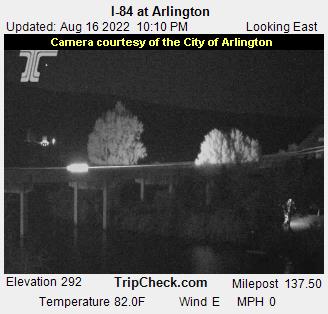 I-84 at Arlington
Updated: Aug 16 2022 10:10 PM Looking East
Camera courtesy of the City of Arlington
Elevation 292 TripCheck.com Milepost 137.50
Temperature 82.0F Wind E MPH 0